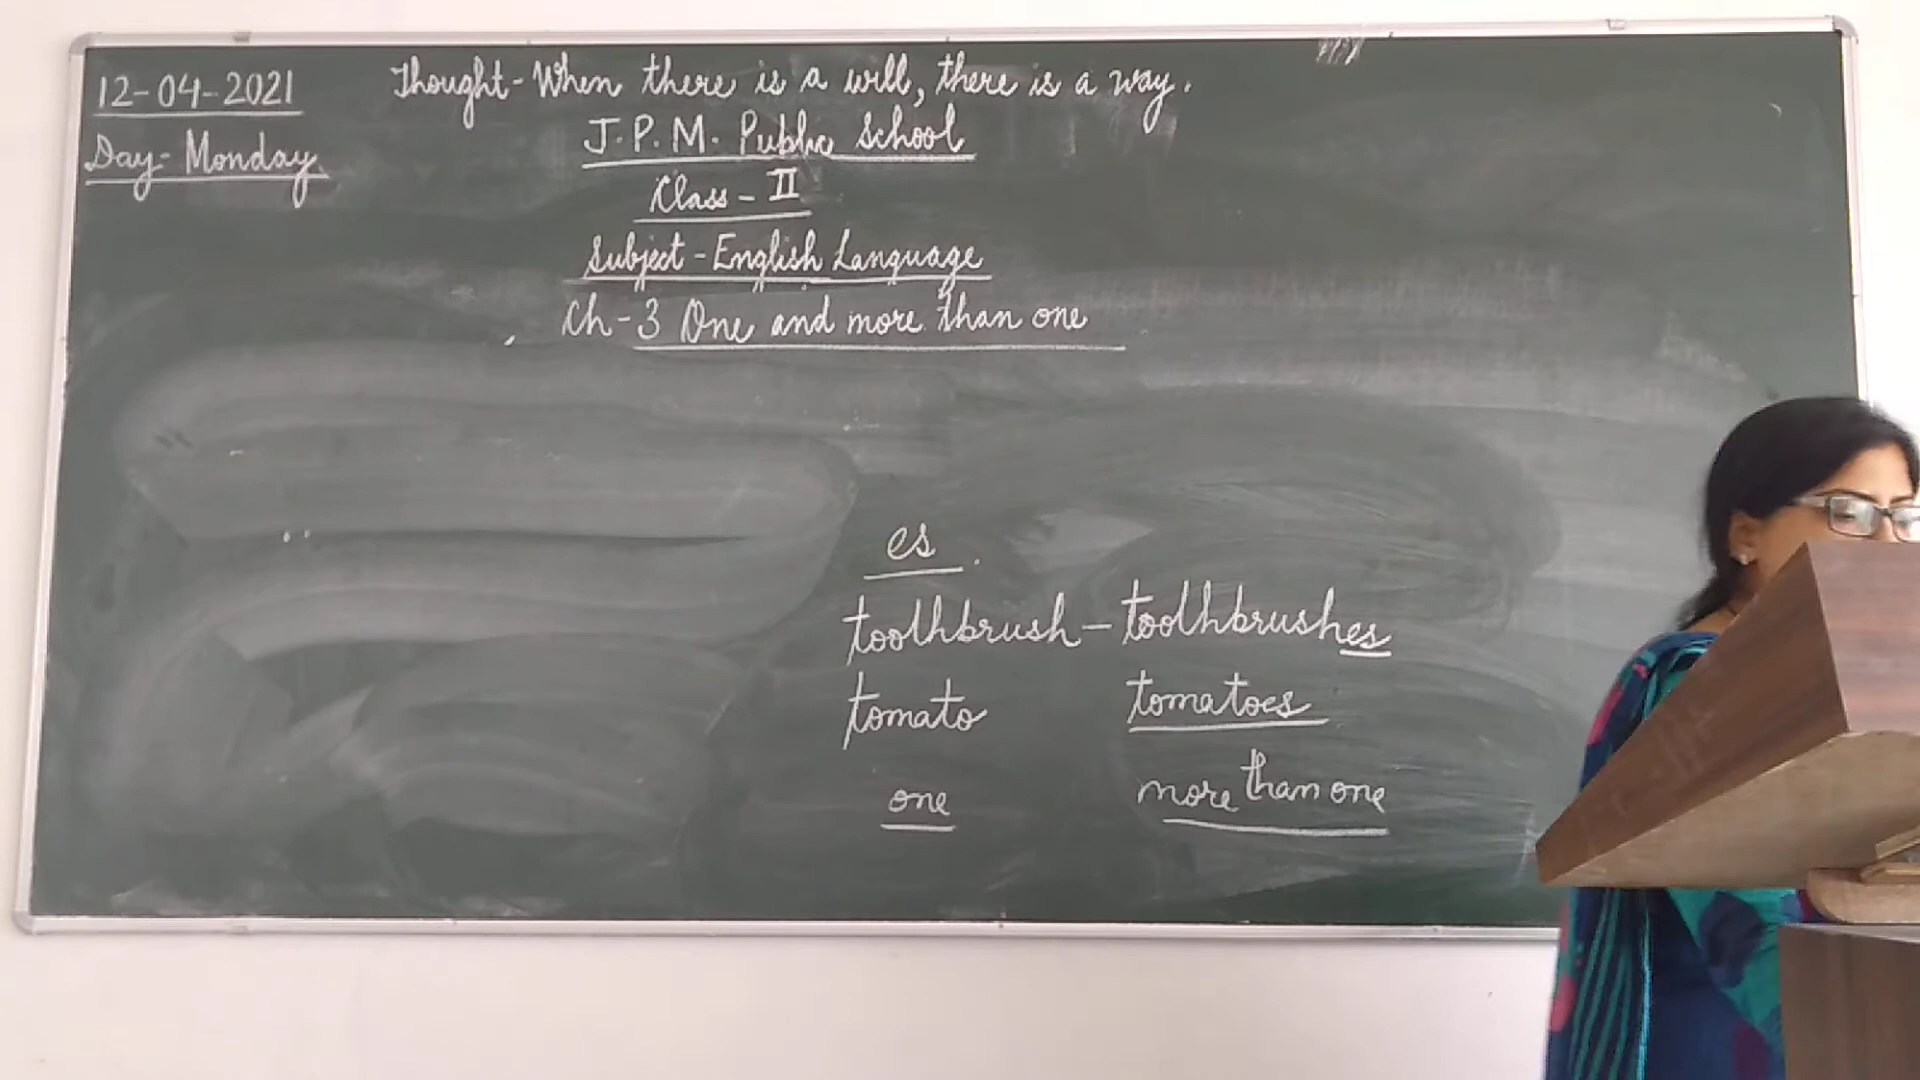 12-04-2021
Day- Monday.
Thought- When there is a will, there is a way.
J.P.M. Public School
Class - II
Subject - English Language
Ch - 3 One and more than one
es
toothbrush - toothbrushes
tomato tomatoes
one more than one